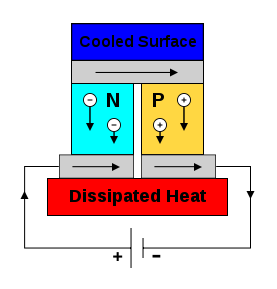 Cooled Surface
N P
− +
− +
Dissipated Heat
+ −